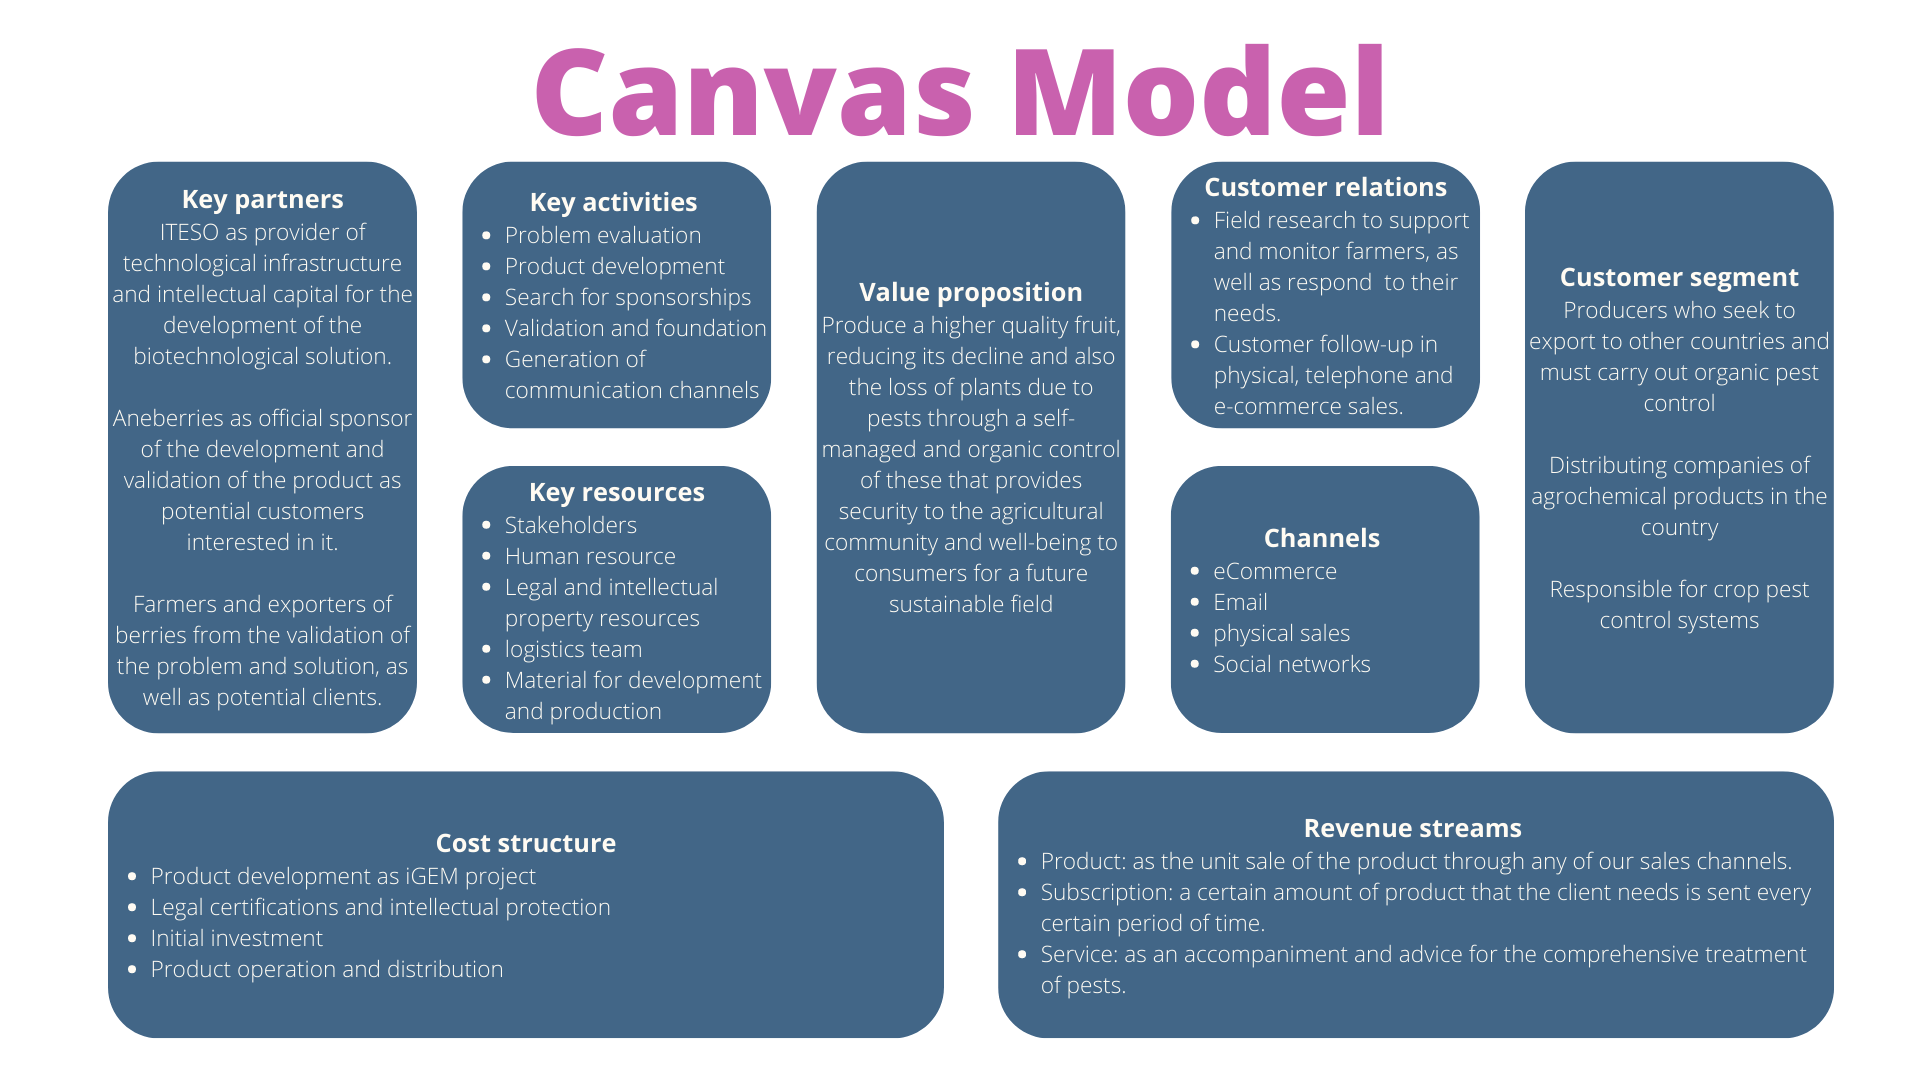 Canvas Model
Key partners
ITESO as provider of
technological infrastructure
and intellectual capital for the
development of the
biotechnological solution.
Aneberries as official sponsor
of the development and
validation of the product as
potential customers
interested in it.
Farmers and exporters of
berries from the validation of
the problem and solution, as
well as potential clients.
Key activities
• Problem evaluation
• Product development
• Search for sponsorships
• Validation and foundation
• Generation of
communication channels
Key resources
• Stakeholders
• Human resource
• Legal and intellectual
property resources
• logistics team
• Material for development
and production
Value proposition
Produce a higher quality fruit,
reducing its decline and also
the loss of plants due to
pests through a self-
managed and organic control
of these that provides
security to the agricultural
community and well-being to
consumers for a future
sustainable field
Customer relations
• Field research to support
and monitor farmers, as
well as respond  to their
needs.
• Customer follow-up in
physical, telephone and
e-commerce sales.
Channels
• eCommerce
• Email
• physical sales
• Social networks
Customer segment
Producers who seek to
export to other countries and
must carry out organic pest
control
Distributing companies of
agrochemical products in the
country
Responsible for crop pest
control systems
Cost structure
• Product development as iGEM project
• Legal certifications and intellectual protection
• Initial investment
• Product operation and distribution
Revenue streams
• Product: as the unit sale of the product through any of our sales channels.
• Subscription: a certain amount of product that the client needs is sent every
certain period of time.
• Service: as an accompaniment and advice for the comprehensive treatment
of pests.